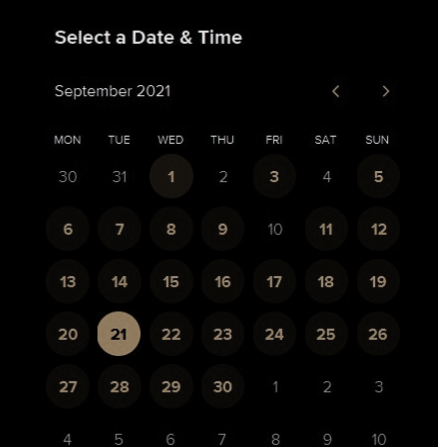 Select a Date & Time
September 2021
MON TUE WED THU FRI SAT SUN
30 31 1 2 3 4 5
6 7 8 9 10 11 12
13 14 15 16 17 18 19
20 21 22 23 24 25 26
27 28 29 30 1 2 3
4 5 6 7 8 9 10